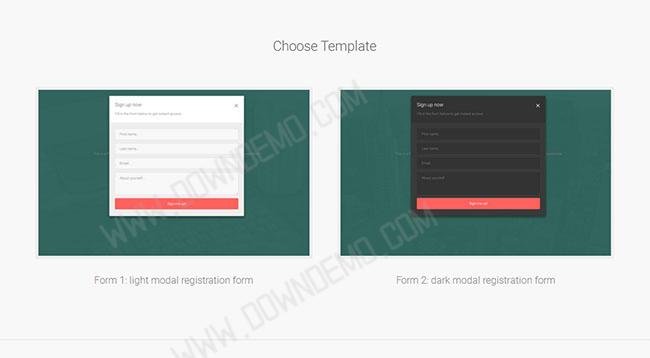 Choose Template
Sign up now
Fill in the form below to get instant access
First name...
Last name...
Email...
About yourself...
Sign me up!
Sign up now
Fill in the form below to get instant access
First name...
Last name...
Email...
About yourself...
Sign me up!
Form 1: light modal registration form
Form 2: dark modal registration form
WWW.DOWNDEMO.COM
WWW.DOWNDEMO.COM